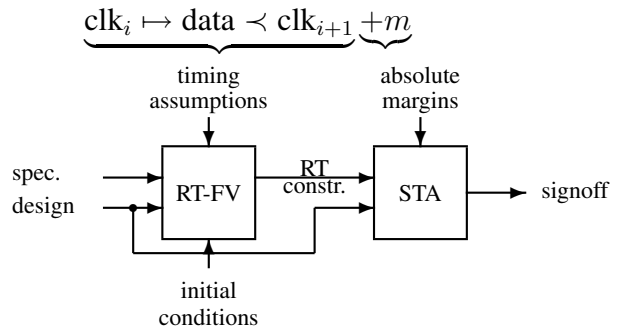 clk_i ↦ data ≺ clk_{i+1} +m
timing
assumptions
absolute
margins
spec.
design
RT-FV
RT
constr.
STA
signoff
initial
conditions